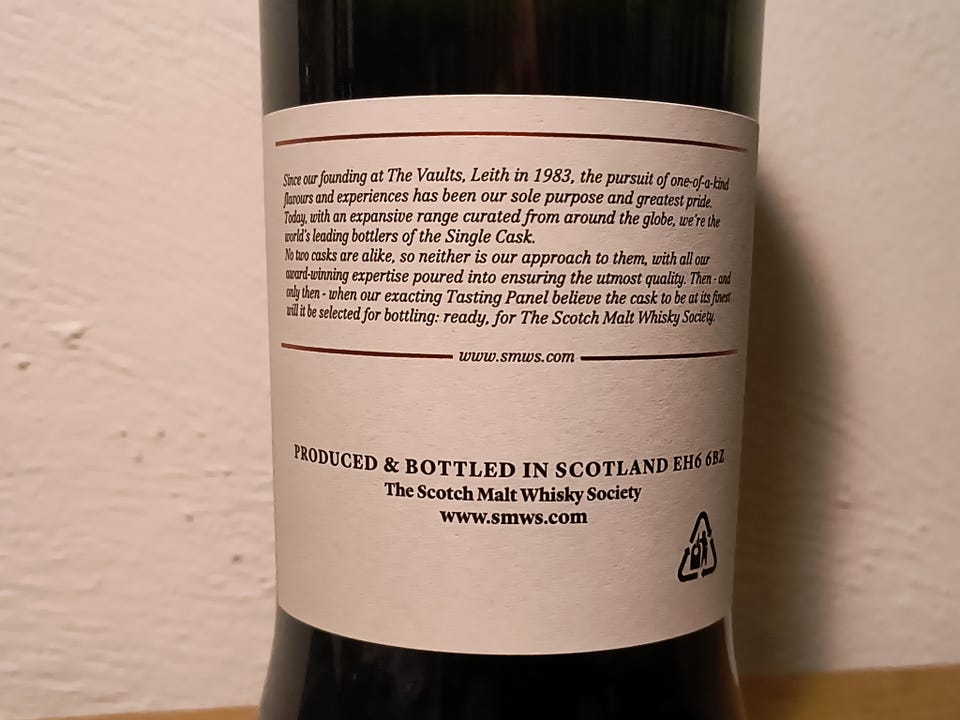 Since our founding at The Vaults, Leith in 1983, the pursuit of one-of-a-kind
flavours and experiences has been our sole purpose and greatest pride.
Today, with an expansive range curated from around the globe, we're the
world's leading bottlers of the Single Cask.
No two casks are alike, so neither is our approach to them, with all our
award-winning expertise poured into ensuring the utmost quality. Then - and
only then - when our exacting Tasting Panel believe the cask to be at its finest
will it be selected for bottling: ready, for The Scotch Malt Whisky Society.
www.smws.com
PRODUCED & BOTTLED IN SCOTLAND EH6 6BZ
The Scotch Malt Whisky Society
www.smws.com